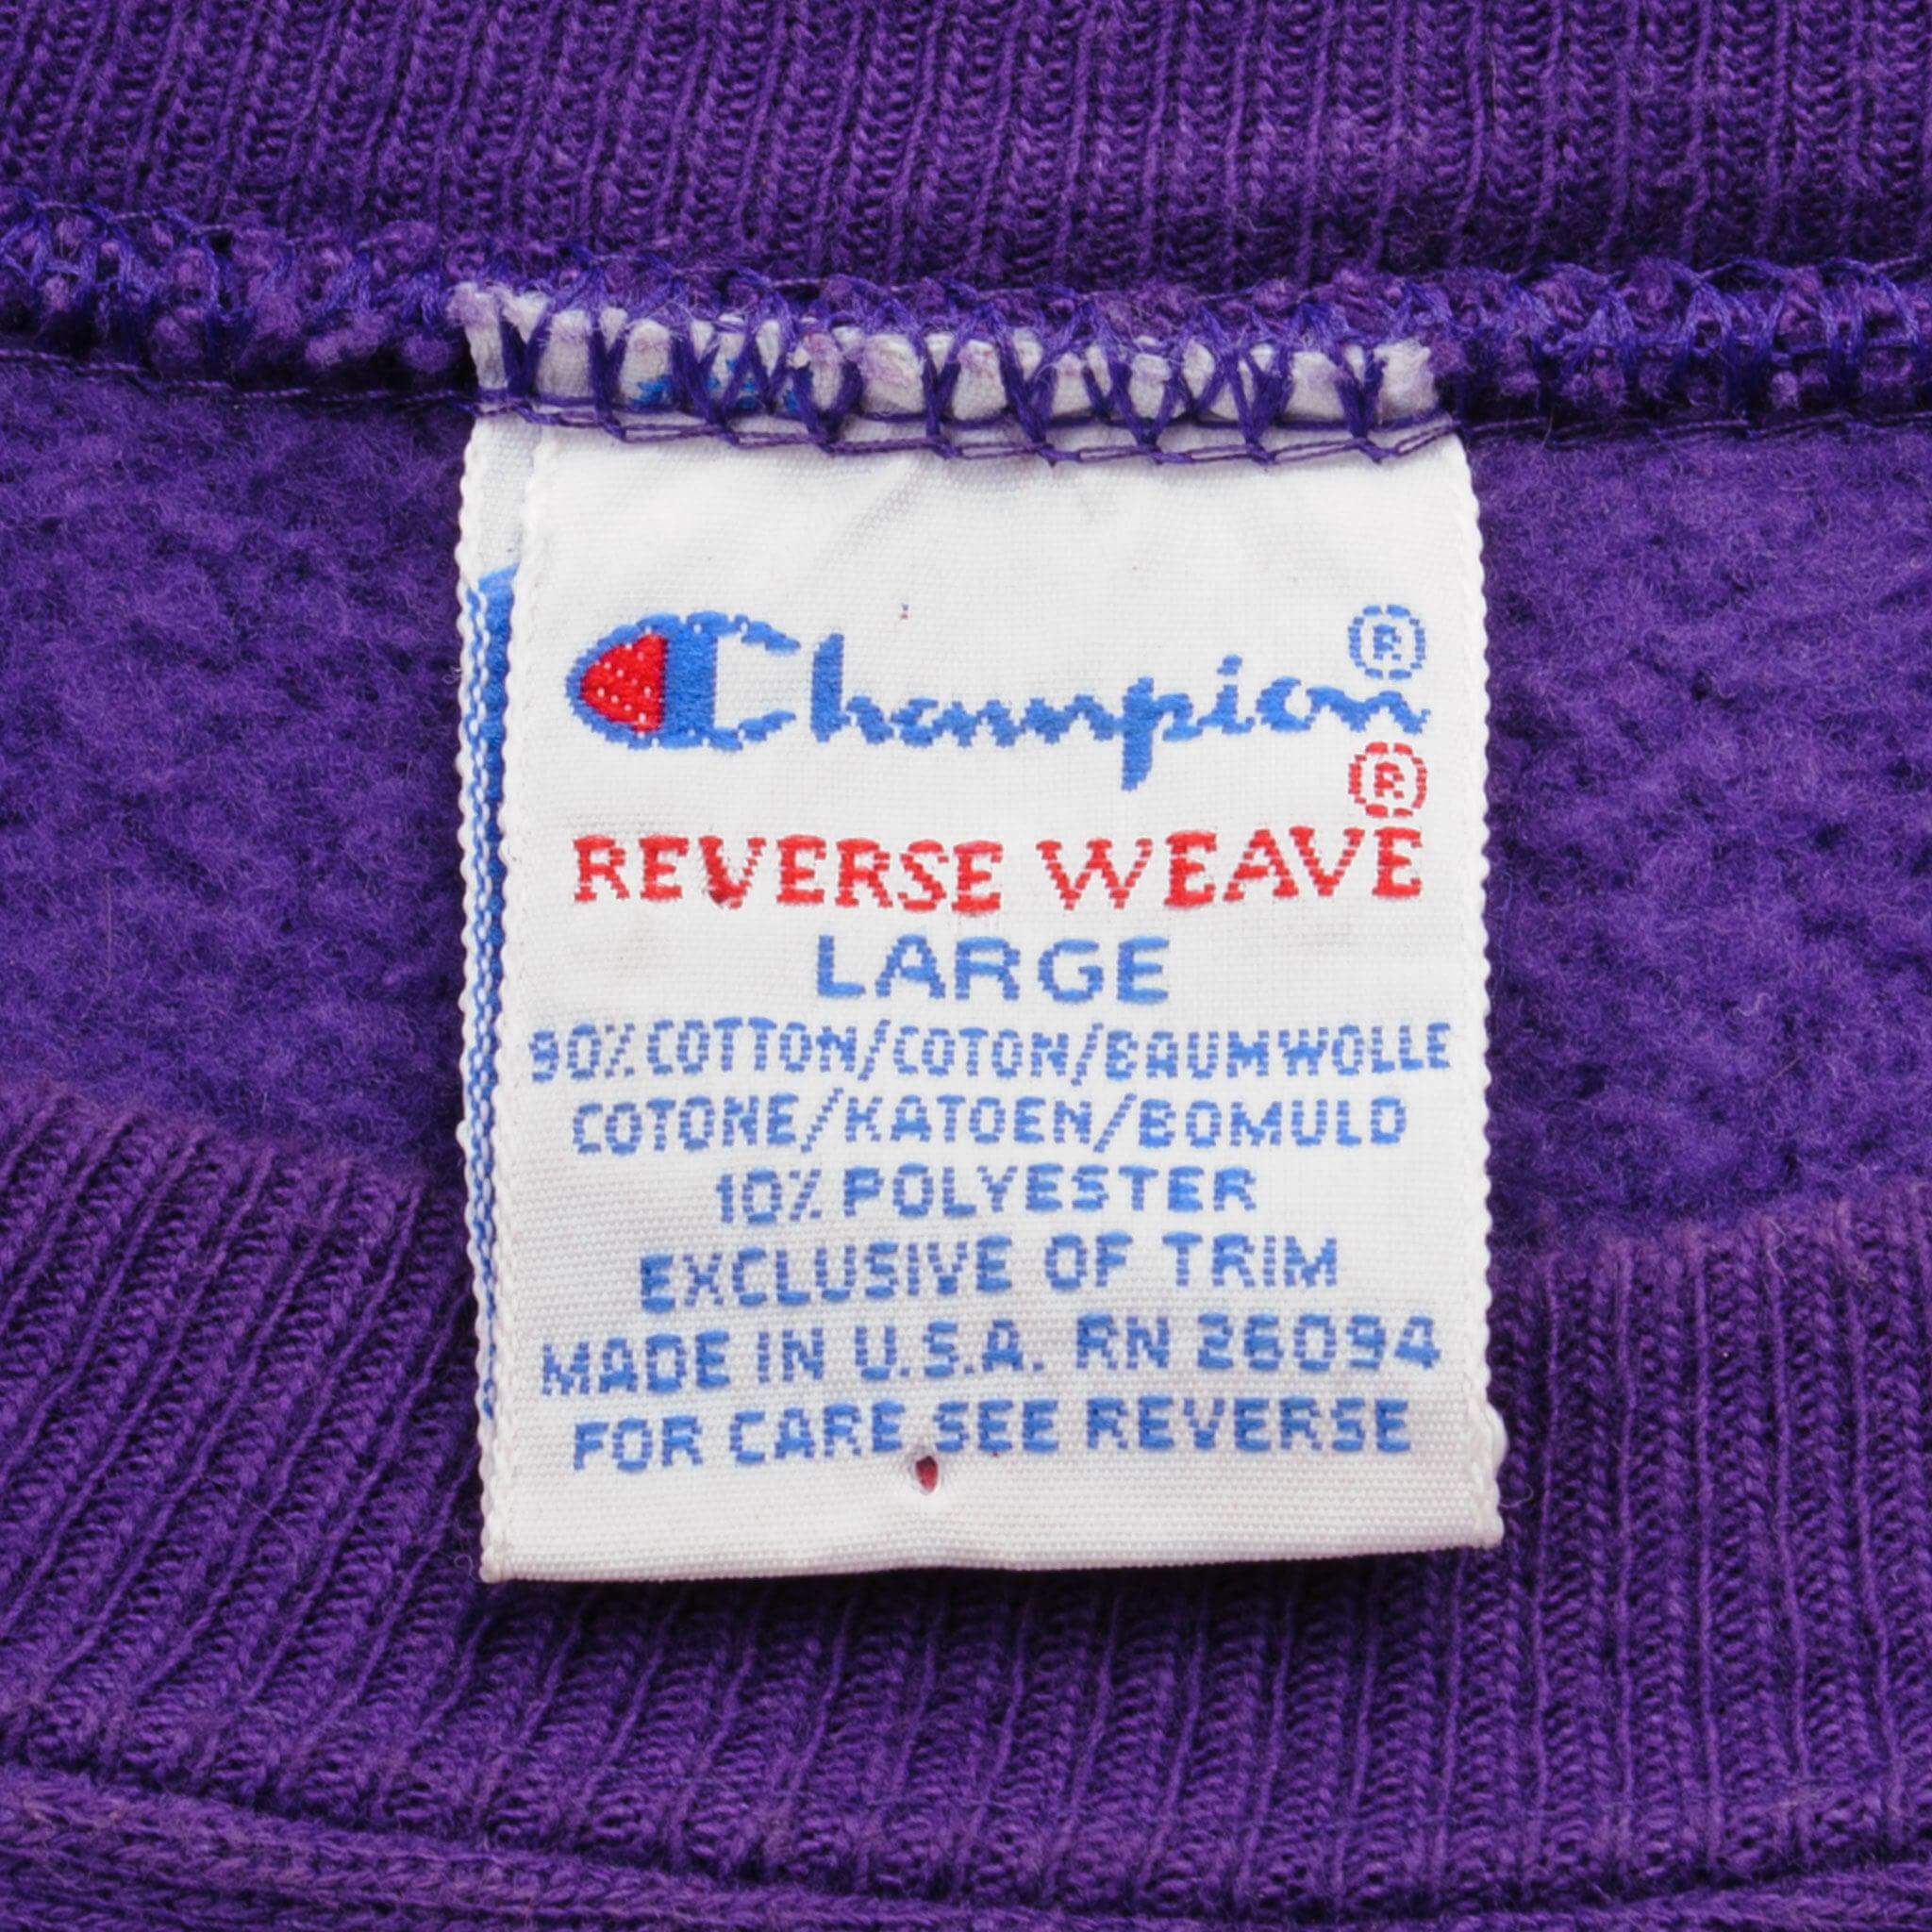 Champion®
®
REVERSE WEAVE
LARGE
90% COTTON/COTON/BAUMWOLLE
COTONE/KATOEN/BOMULD
10% POLYESTER
EXCLUSIVE OF TRIM
MADE IN U.S.A. RN 26094
FOR CARE SEE REVERSE